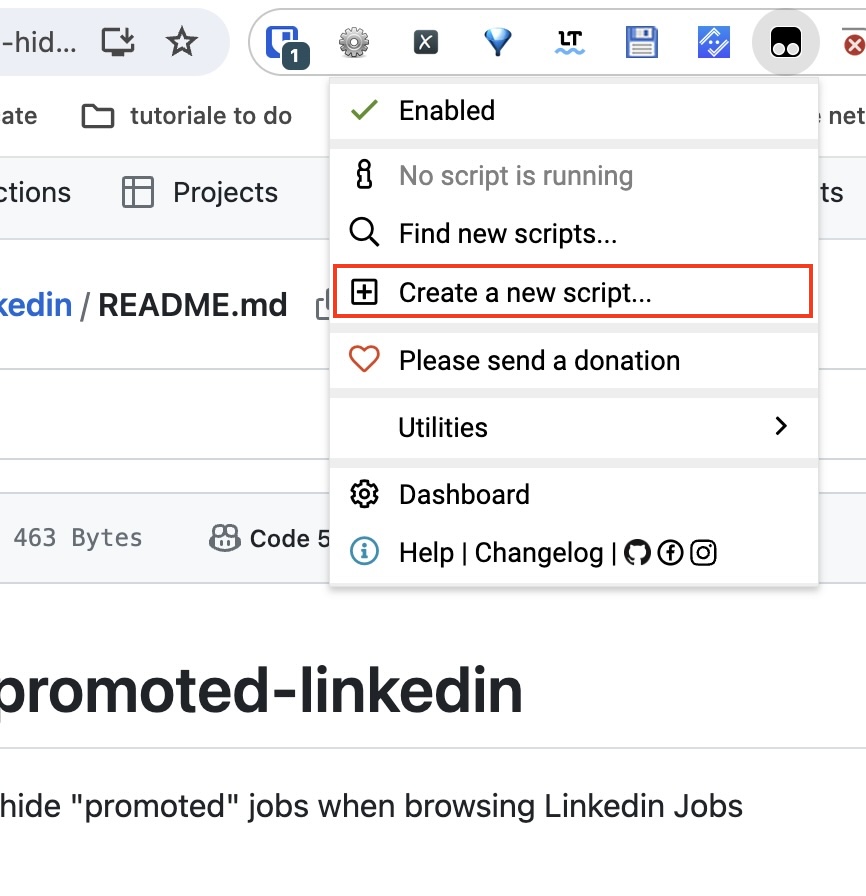 -hid...
1
X
LT
Enabled
ate
tutoriale to do
net
No script is running
ctions
Projects
ts
Find new scripts...
Create a new script...
kedin / README.md
Please send a donation
Utilities
Dashboard
463 Bytes
Code 5
Help | Changelog |
promoted-linkedin
hide "promoted" jobs when browsing Linkedin Jobs